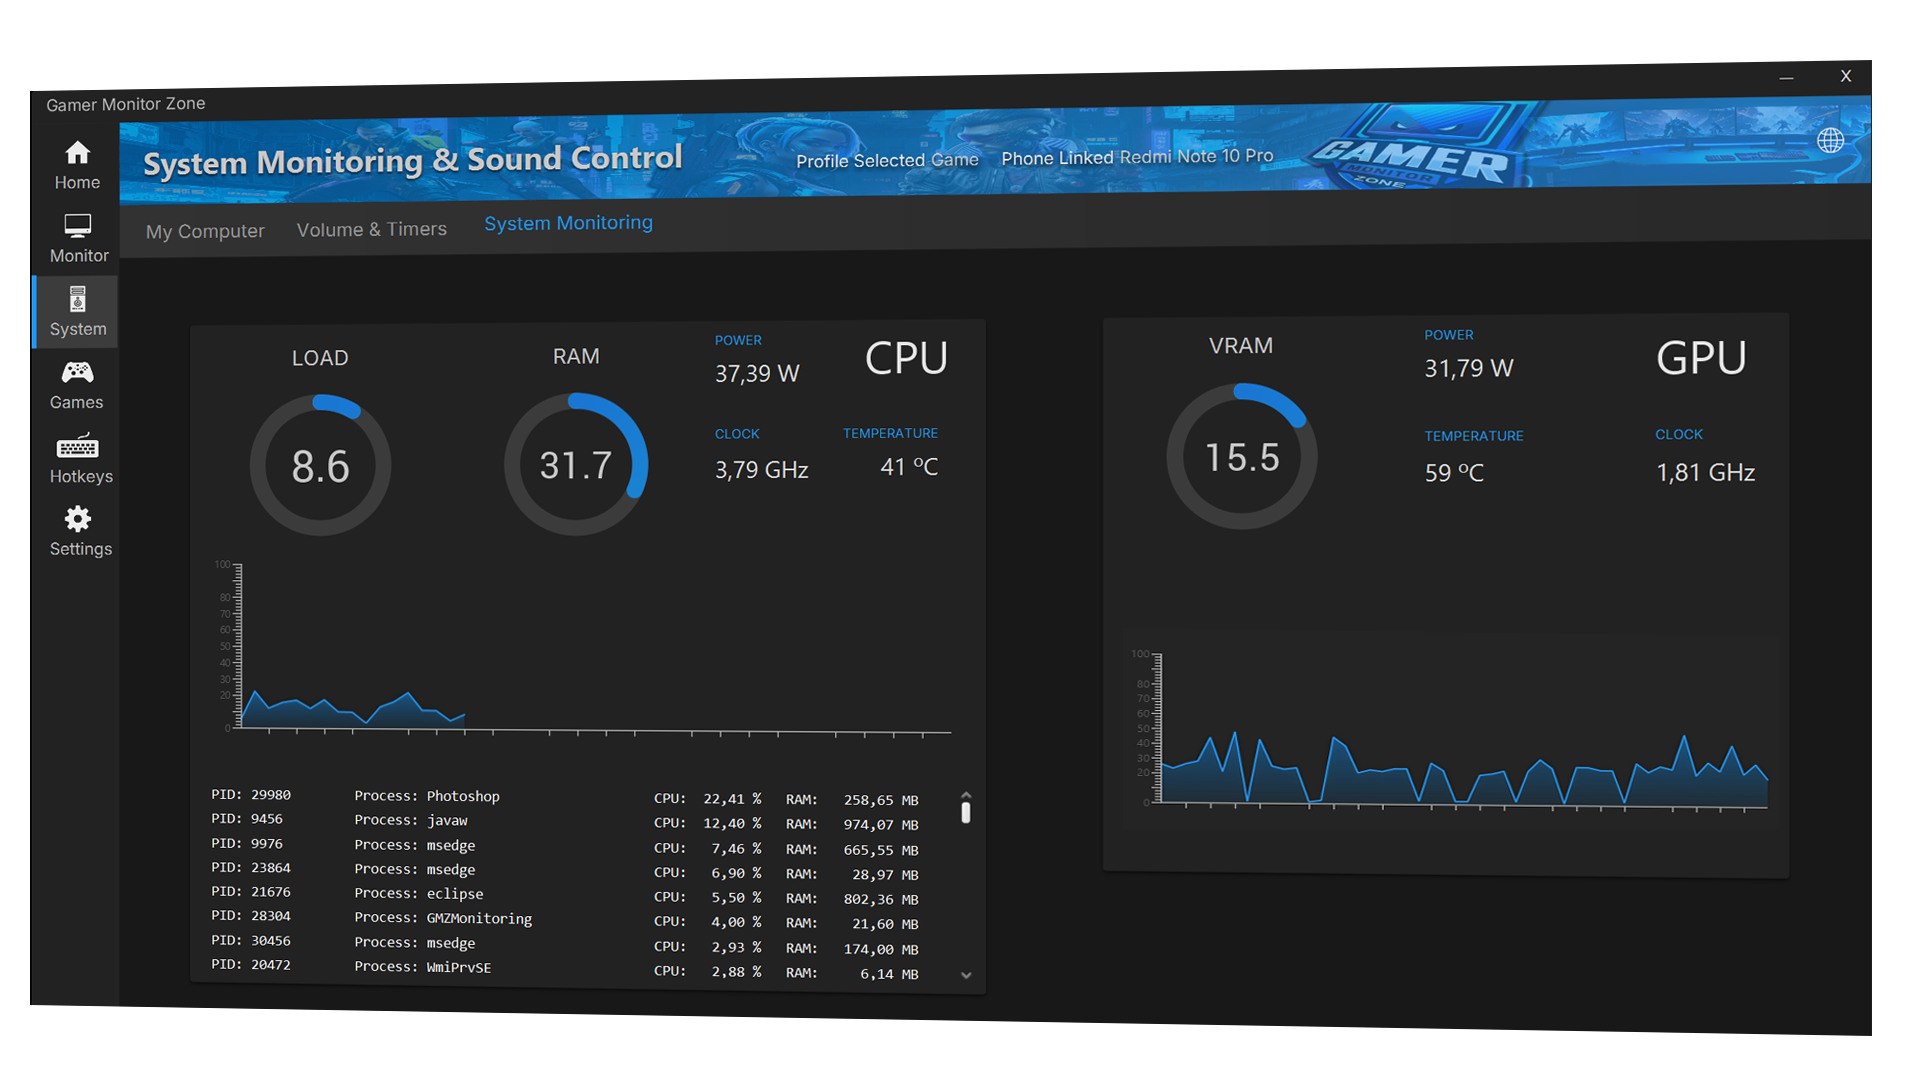 Gamer Monitor Zone
— X
Home
Monitor
System
Games
Hotkeys
Settings
System Monitoring & Sound Control
Profile Selected Game Phone Linked Redmi Note 10 Pro
GAMER
MONITOR
ZONE
My Computer Volume & Timers System Monitoring
LOAD
8.6
RAM
31.7
POWER
37,39 W
CPU
CLOCK
3,79 GHz
TEMPERATURE
41 ºC
100
80
70
60
50
40
30
20
0
PID: 29980 Process: Photoshop CPU: 22,41 % RAM: 258,65 MB
PID: 9456 Process: javaw CPU: 12,40 % RAM: 974,07 MB
PID: 9976 Process: msedge CPU: 7,46 % RAM: 665,55 MB
PID: 23864 Process: msedge CPU: 6,90 % RAM: 28,97 MB
PID: 21676 Process: eclipse CPU: 5,50 % RAM: 802,36 MB
PID: 28304 Process: GMZMonitoring CPU: 4,00 % RAM: 21,60 MB
PID: 30456 Process: msedge CPU: 2,93 % RAM: 174,00 MB
PID: 20472 Process: WmiPrvSE CPU: 2,88 % RAM: 6,14 MB
VRAM
15.5
POWER
31,79 W
GPU
TEMPERATURE
59 ºC
CLOCK
1,81 GHz
100
80
70
60
50
40
30
20
0